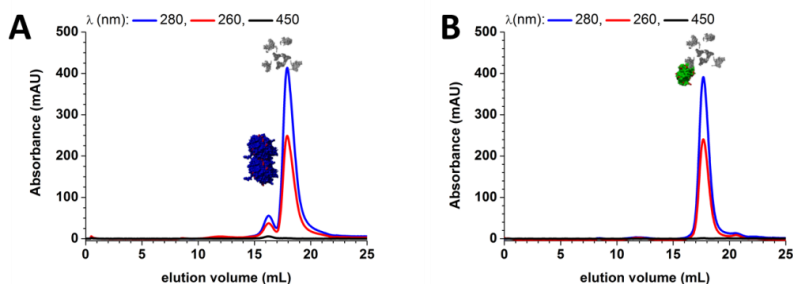 A
λ (nm): 280, 260, 450
500
400
300
200
100
0
Absorbance (mAU)
0 5 10 15 20 25
elution volume (mL)
B
λ(nm): 280, 260, 450
500
400
300
200
100
0
Absorbance (mAU)
0 5 10 15 20 25
elution volume (mL)